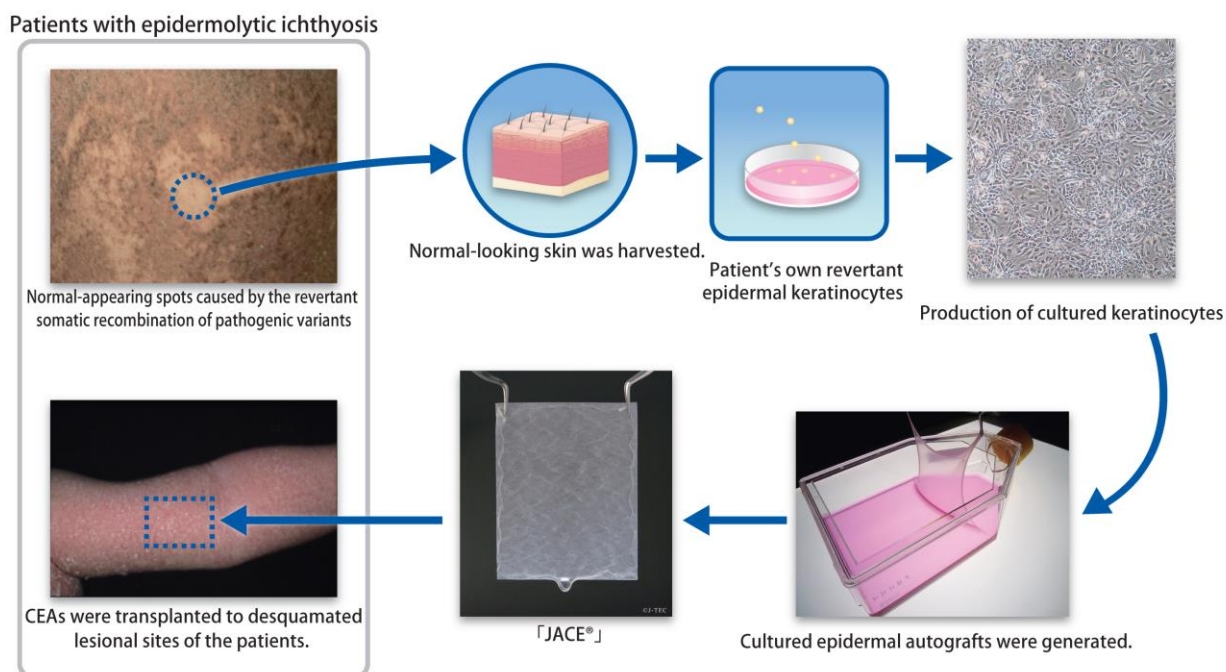 Patients with epidermolytic ichthyosis
Normal-appearing spots caused by the revertant
somatic recombination of pathogenic variants
Normal-looking skin was harvested.
Patient's own revertant
epidermal keratinocytes
Production of cultured keratinocytes
Cultured epidermal autografts were generated.
©J-TEC
「JACE®」
CEAs were transplanted to desquamated
lesional sites of the patients.